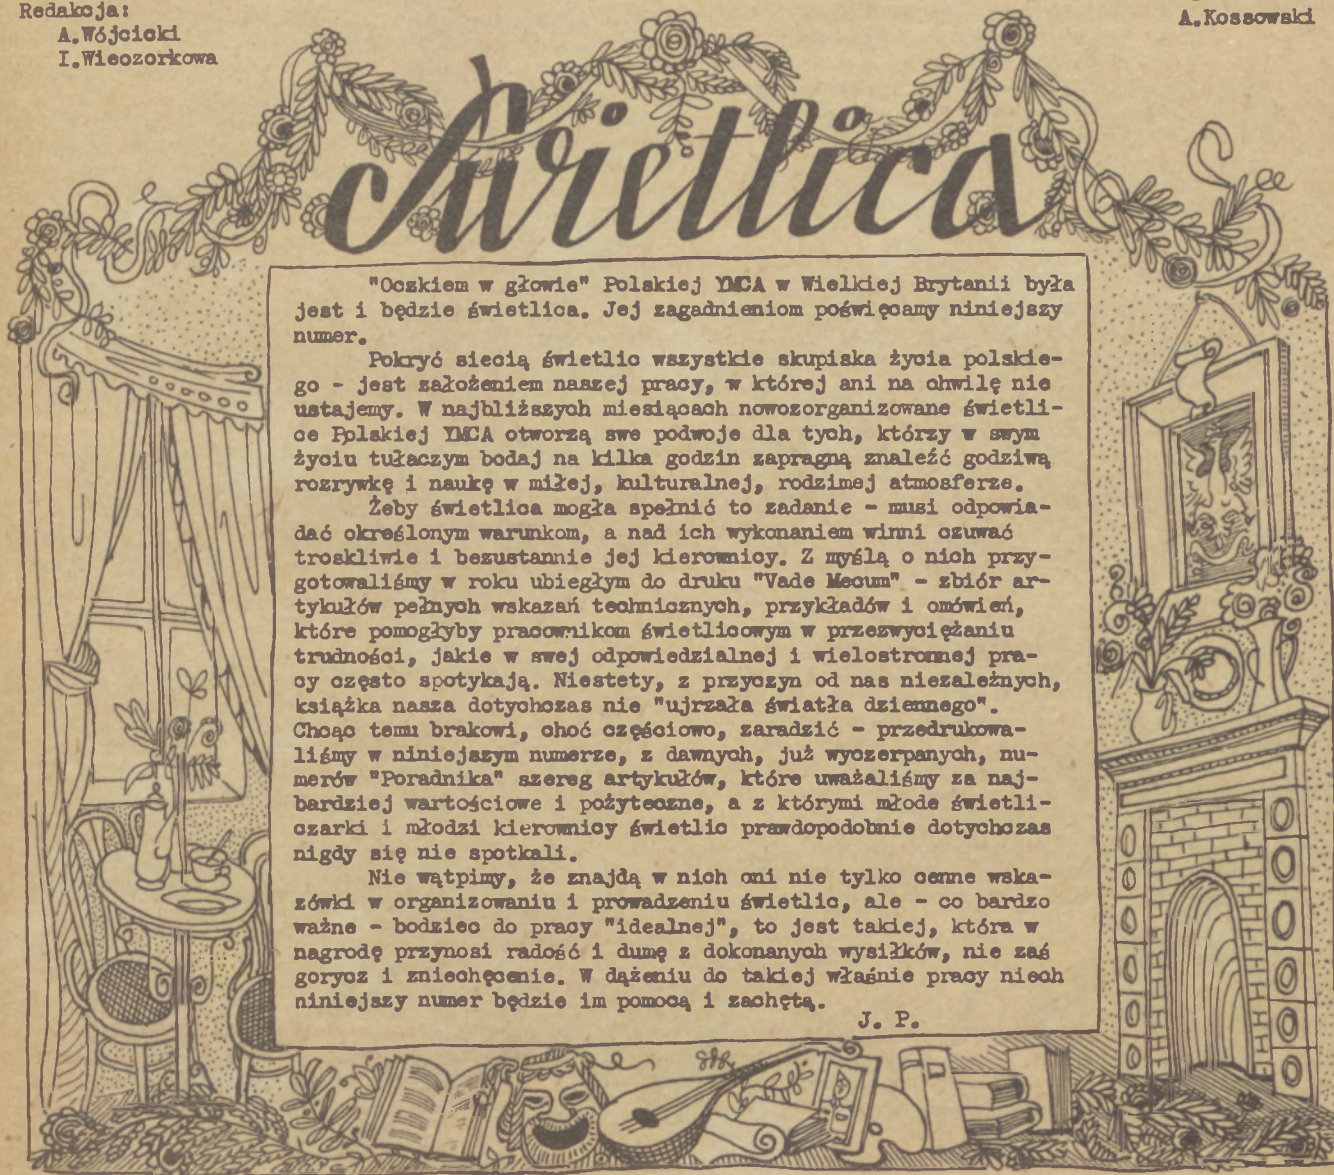 Redakcja:
A.Wójcicki
I.Wieczorkowa
A.Kossowski
Świetlica
"Oczkiem w głowie" Polskiej YMCA w Wielkiej Brytanii była
jest i będzie świetlica. Jej zagadnieniom poświęcamy niniejszy
numer.
Pokryć siecią świetlic wszystkie skupiska życia polskie-
go - jest założeniem naszej pracy, w której ani na chwilę nie
ustajemy. W najbliższych miesiącach nowozorganizowane świetli-
ce Polskiej YMCA otworzą swe podwoje dla tych, którzy w swym
życiu tułaczym bodaj na kilka godzin zapragną znaleźć godziwą
rozrywkę i naukę w miłej, kulturalnej, rodzimej atmosferze.
Żeby świetlica mogła spełnić to zadanie - musi odpowia-
dać określonym warunkom, a nad ich wykonaniem winni czuwać
troskliwie i bezustannie jej kierownicy. Z myślą o nich przy-
gotowaliśmy w roku ubiegłym do druku "Vade Mecum" - zbiór ar-
tykułów pełnych wskazań technicznych, przykładów i omówień,
które pomogłyby pracownikom świetlicowym w przezwyciężaniu
trudności, jakie w swej odpowiedzialnej i wielostronnej pra-
cy często spotykają. Niestety, z przyczyn od nas niezależnych,
książka nasza dotychczas nie "ujrzała światła dziennego".
Chcąc temu brakowi, choć częściowo, zaradzić - przedrukowa-
liśmy w niniejszym numerze, z dawnych, już wyczerpanych, nu-
merów "Poradnika" szereg artykułów, które uważaliśmy za naj-
bardziej wartościowe i pożyteczne, a z którymi młode świetli-
czarki i młodzi kierownicy świetlic prawdopodobnie dotychczas
nigdy się nie spotkali.
Nie wątpimy, że znajdą w nich oni nie tylko cenne wska-
zówki w organizowaniu i prowadzeniu świetlic, ale - co bardzo
ważne - bodziec do pracy "idealnej", to jest takiej, która w
nagrodę przynosi radość i dumę z dokonanych wysiłków, nie zaś
gorycz i zniechęcenie. W dążeniu do takiej właśnie pracy niech
niniejszy numer będzie im pomocą i zachętą.
J. P.